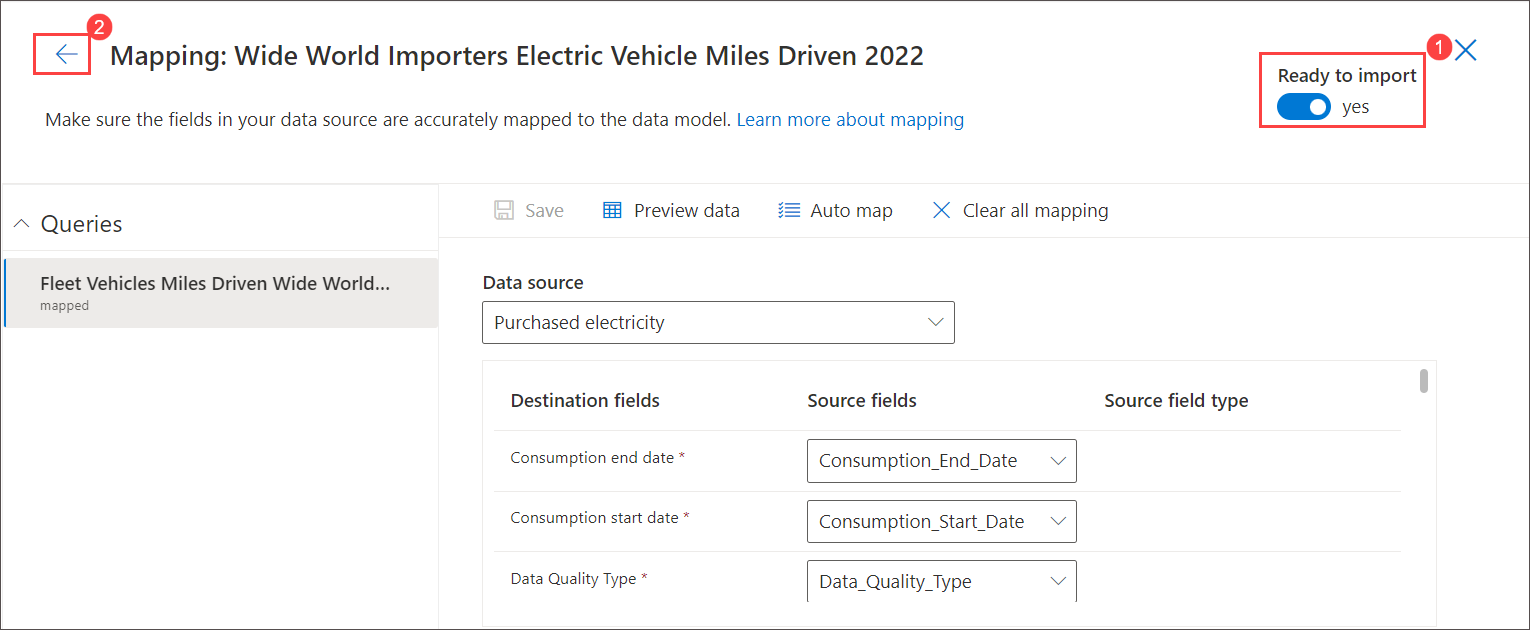 2
Mapping: Wide World Importers Electric Vehicle Miles Driven 2022
1
Ready to import
yes
Make sure the fields in your data source are accurately mapped to the data model. Learn more about mapping
Queries
Fleet Vehicles Miles Driven Wide World...
mapped
Save
Preview data
Auto map
Clear all mapping
Data source
Purchased electricity
Destination fields
Source fields
Source field type
Consumption end date *
Consumption_End_Date
Consumption start date *
Consumption_Start_Date
Data Quality Type *
Data_Quality_Type